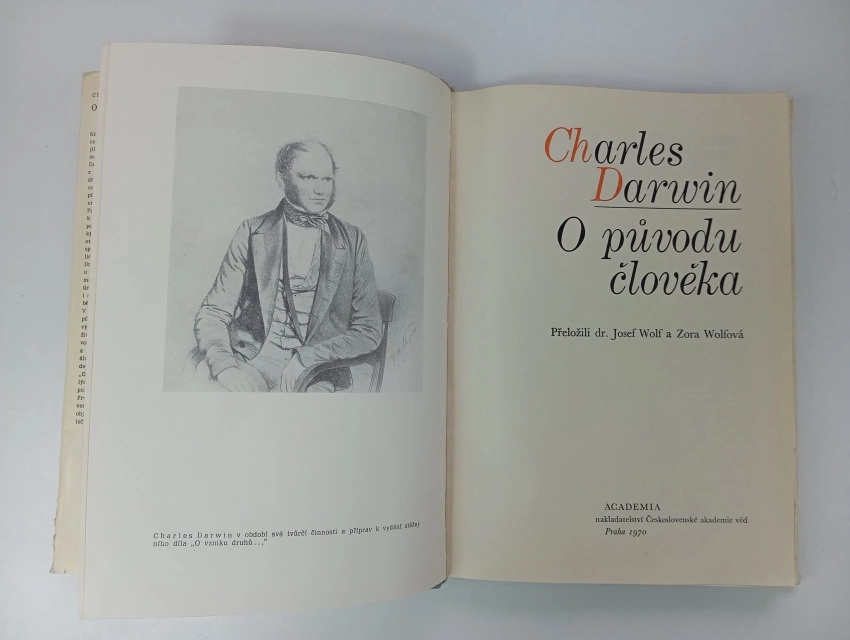 Charles Darwin v období své tvůrčí činnosti a příprav k vydání stěžej-
ního díla „O vzniku druhů..."
Charles
Darwin
O původu
člověka
Přeložili dr. Josef Wolf a Zora Wolfová
ACADEMIA
nakladatelství Československé akademie věd
Praha 1970